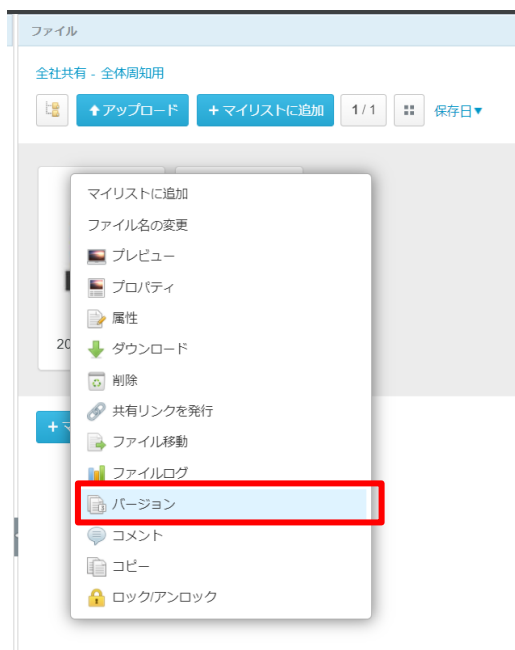 ファイル
全社共有 - 全体周知用
アップロード
+ マイリストに追加
1 / 1
保存日▼
マイリストに追加
ファイル名の変更
プレビュー
プロパティ
属性
20
ダウンロード
削除
共有リンクを発行
ファイル移動
+ マ
ファイルログ
バージョン
コメント
コピー
ロック/アンロック